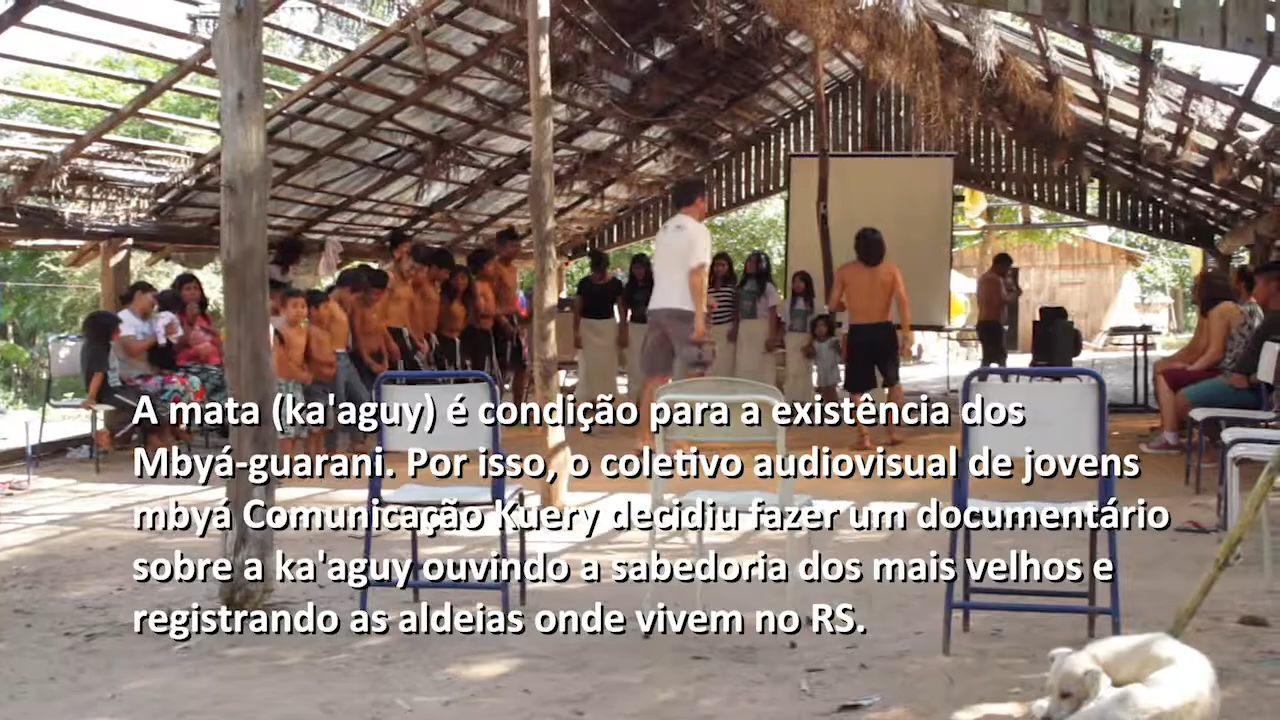 A mata (ka'aguy) é condição para a existência dos
Mbyá-guarani. Por isso, o coletivo audiovisual de jovens
mbyá Comunicação Kuery decidiu fazer um documentário
sobre a ka'aguy ouvindo a sabedoria dos mais velhos e
registrando as aldeias onde vivem no RS.